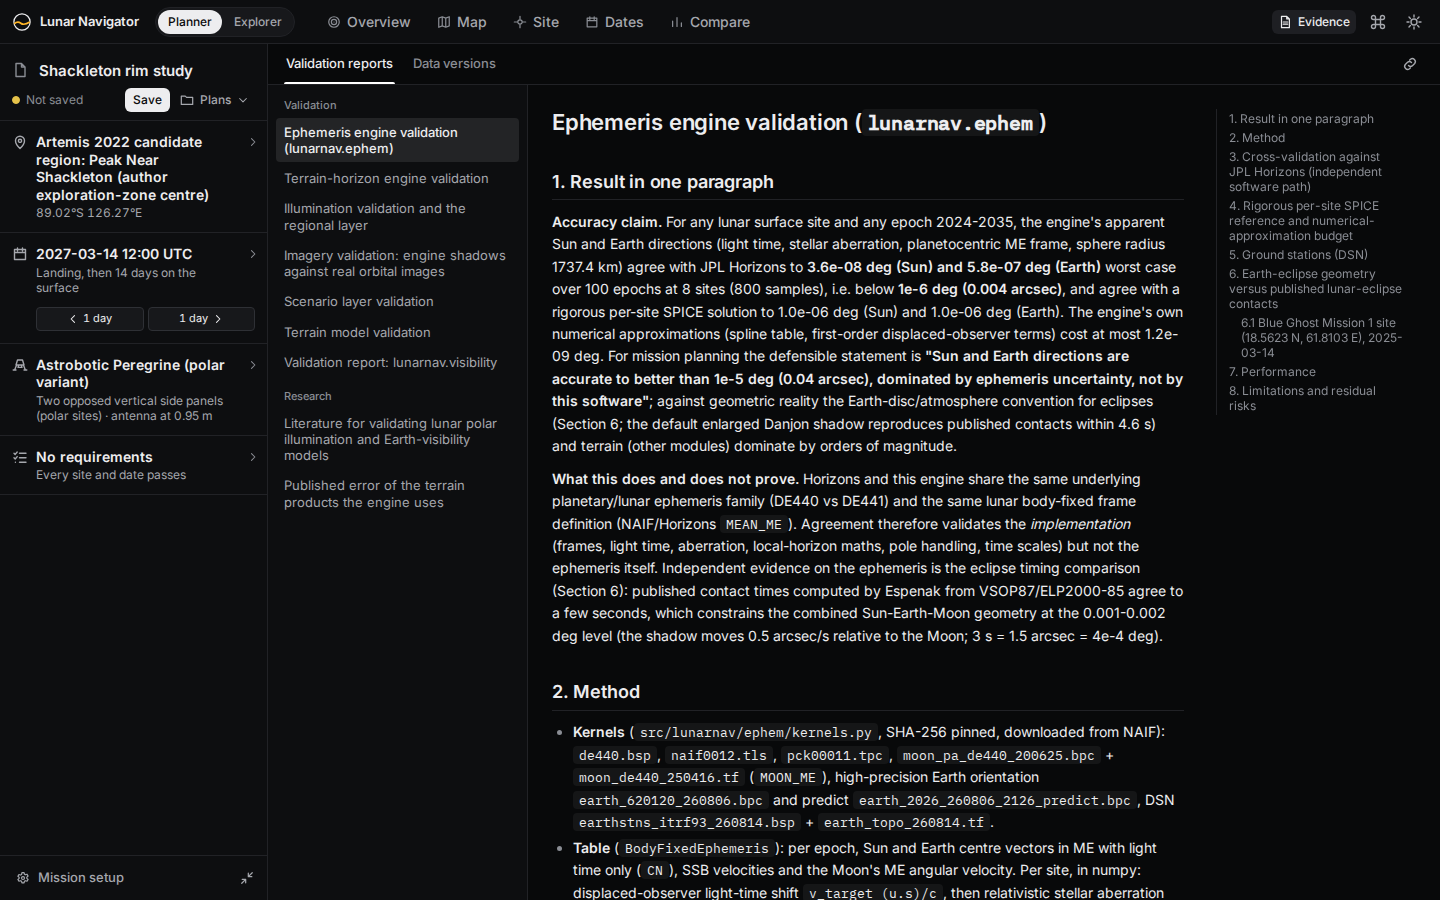 Lunar Navigator
Planner
Explorer
Overview
Map
Site
Dates
Compare
Evidence
Shackleton rim study
Not saved
Save
Plans
Artemis 2022 candidate
region: Peak Near
Shackleton (author
exploration-zone centre)
89.02°S 126.27°E
2027-03-14 12:00 UTC
Landing, then 14 days on the
surface
1 day
1 day
Astrobotic Peregrine (polar
variant)
Two opposed vertical side panels
(polar sites) · antenna at 0.95 m
No requirements
Every site and date passes
Mission setup
Validation reports
Data versions
Validation
Ephemeris engine validation
(lunarnav.ephem)
Terrain-horizon engine validation
Illumination validation and the
regional layer
Imagery validation: engine shadows
against real orbital images
Scenario layer validation
Terrain model validation
Validation report: lunarnav.visibility
Research
Literature for validating lunar polar
illumination and Earth-visibility
models
Published error of the terrain
products the engine uses
Ephemeris engine validation ( lunarnav.ephem )
1. Result in one paragraph
Accuracy claim. For any lunar surface site and any epoch 2024-2035, the engine's apparent
Sun and Earth directions (light time, stellar aberration, planetocentric ME frame, sphere radius
1737.4 km) agree with JPL Horizons to 3.6e-08 deg (Sun) and 5.8e-07 deg (Earth) worst case
over 100 epochs at 8 sites (800 samples), i.e. below 1e-6 deg (0.004 arcsec), and agree with a
rigorous per-site SPICE solution to 1.0e-06 deg (Sun) and 1.0e-06 deg (Earth). The engine's own
numerical approximations (spline table, first-order displaced-observer terms) cost at most 1.2e-
09 deg. For mission planning the defensible statement is "Sun and Earth directions are
accurate to better than 1e-5 deg (0.04 arcsec), dominated by ephemeris uncertainty, not by
this software"; against geometric reality the Earth-disc/atmosphere convention for eclipses
(Section 6; the default enlarged Danjon shadow reproduces published contacts within 4.6 s)
and terrain (other modules) dominate by orders of magnitude.
What this does and does not prove. Horizons and this engine share the same underlying
planetary/lunar ephemeris family (DE440 vs DE441) and the same lunar body-fixed frame
definition (NAIF/Horizons MEAN_ME ). Agreement therefore validates the implementation
(frames, light time, aberration, local-horizon maths, pole handling, time scales) but not the
ephemeris itself. Independent evidence on the ephemeris is the eclipse timing comparison
(Section 6): published contact times computed by Espenak from VSOP87/ELP2000-85 agree to
a few seconds, which constrains the combined Sun-Earth-Moon geometry at the 0.001-0.002
deg level (the shadow moves 0.5 arcsec/s relative to the Moon; 3 s = 1.5 arcsec = 4e-4 deg).
2. Method
Kernels ( src/lunarnav/ephem/kernels.py , SHA-256 pinned, downloaded from NAIF):
de440.bsp , naif0012.tls , pck00011.tpc , moon_pa_de440_200625.bpc +
moon_de440_250416.tf ( MOON_ME ), high-precision Earth orientation
earth_620120_260806.bpc and predict earth_2026_260806_2126_predict.bpc , DSN
earthstns_itrf93_260814.bsp + earth_topo_260814.tf .
Table ( BodyFixedEphemeris ): per epoch, Sun and Earth centre vectors in ME with light
time only ( CN ), SSB velocities and the Moon's ME angular velocity. Per site, in numpy:
displaced-observer light-time shift v_target (u.s)/c , then relativistic stellar aberration
1. Result in one paragraph
2. Method
3. Cross-validation against
JPL Horizons (independent
software path)
4. Rigorous per-site SPICE
reference and numerical-
approximation budget
5. Ground stations (DSN)
6. Earth-eclipse geometry
versus published lunar-eclipse
contacts
6.1 Blue Ghost Mission 1 site
(18.5623 N, 61.8103 E), 2025-
03-14
7. Performance
8. Limitations and residual
risks